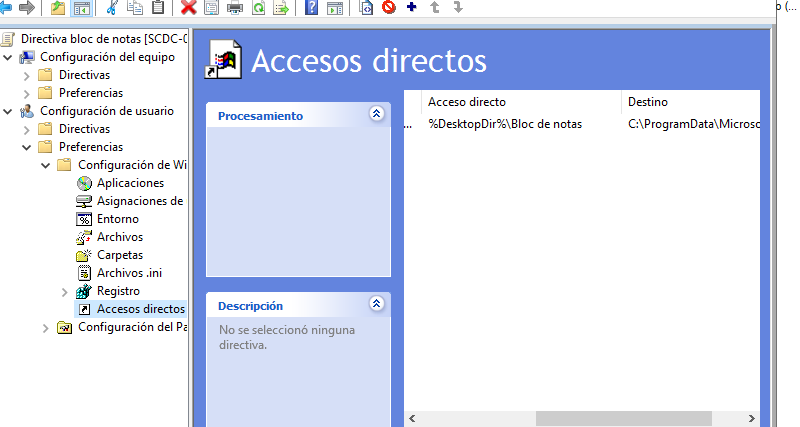 o (...
Directiva bloc de notas [SCDC-0
Configuración del equipo
Directivas
Preferencias
Configuración de usuario
Directivas
Preferencias
Configuración de Wi
Aplicaciones
Asignaciones de
Entorno
Archivos
Carpetas
Archivos .ini
Registro
Accesos directos
Configuración del Pa
Accesos directos
Procesamiento
Descripción
No se seleccionó ninguna
directiva.
Acceso directo Destino
... %DesktopDir%\Bloc de notas C:\ProgramData\Microsc